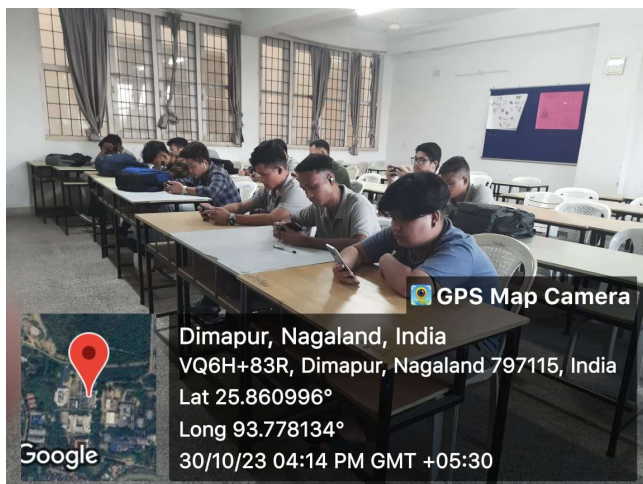 GPS Map Camera
Dimapur, Nagaland, India
VQ6H+83R, Dimapur, Nagaland 797115, India
Lat 25.860996°
Long 93.778134°
30/10/23 04:14 PM GMT +05:30
Google